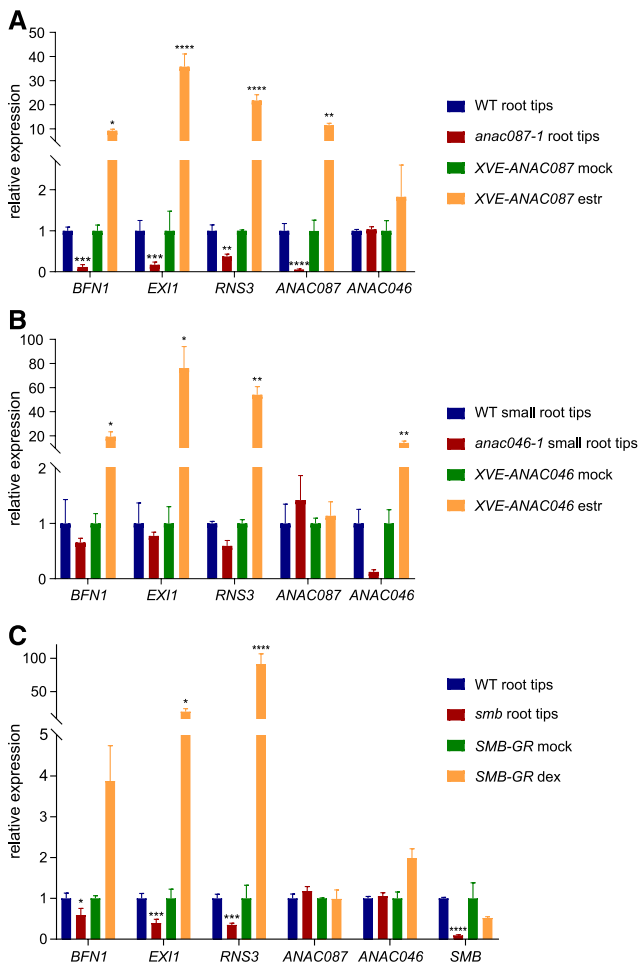 A
relative expression
50
40
30
20
10
2
1
0
*
****
****
**
***
***
**
****
BFN1 EXI1 RNS3 ANAC087 ANAC046
WT root tips
anac087-1 root tips
XVE-ANAC087 mock
XVE-ANAC087 estr
B
relative expression
100
80
60
40
20
2
1
0
*
*
**
**
BFN1 EXI1 RNS3 ANAC087 ANAC046
WT small root tips
anac046-1 small root tips
XVE-ANAC046 mock
XVE-ANAC046 estr
C
relative expression
100
50
5
4
2
1
0
*
****
*
***
***
****
BFN1 EXI1 RNS3 ANAC087 ANAC046 SMB
WT root tips
smb root tips
SMB-GR mock
SMB-GR dex